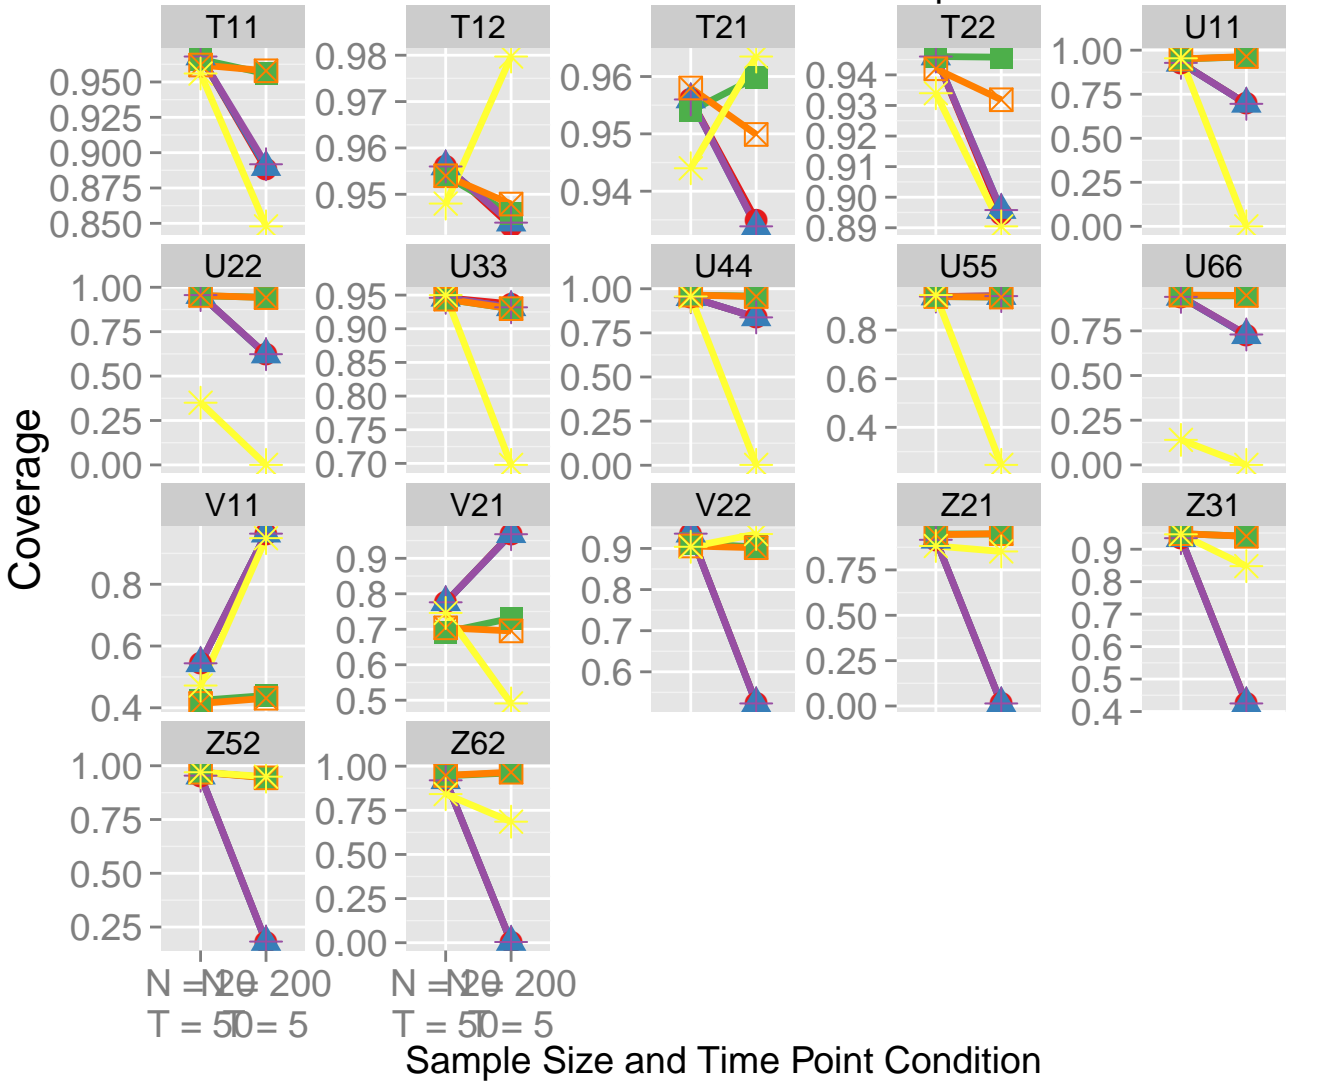 T11 T12 T21 T22 U11
0.950 0.925 0.900 0.875 0.850
0.98 0.97 0.96 0.95
0.96 0.95 0.94
0.94 0.93 0.92 0.91 0.90 0.89
1.00 0.75 0.50 0.25 0.00
U22 U33 U44 U55 U66
1.00 0.75 0.50 0.25 0.00
0.95 0.90 0.85 0.80 0.75 0.70
1.00 0.75 0.50 0.25 0.00
0.8 0.6 0.4
0.75 0.50 0.25 0.00
Coverage
V11 V21 V22 Z21 Z31
0.8 0.6 0.4
0.9 0.8 0.7 0.6 0.5
0.9 0.8 0.7 0.6
0.75 0.50 0.25 0.00
0.9 0.8 0.7 0.6 0.5 0.4
Z52 Z62
1.00 0.75 0.50 0.25
1.00 0.75 0.50 0.25 0.00
N = 20 N = 200 N = 20 N = 200
T = 50 T = 5 T = 50 T = 5
Sample Size and Time Point Condition